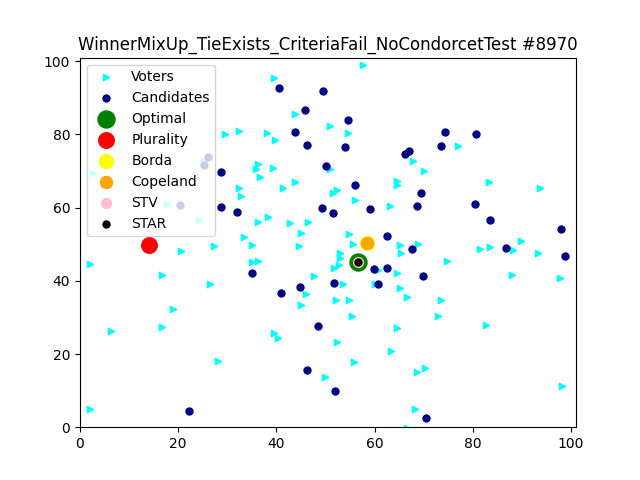 WinnerMixUp_TieExists_CriteriaFail_NoCondorcetTest #8970
100
80
60
40
20
0
0 20 40 60 80 100
Voters
Candidates
Optimal
Plurality
Borda
Copeland
STV
STAR